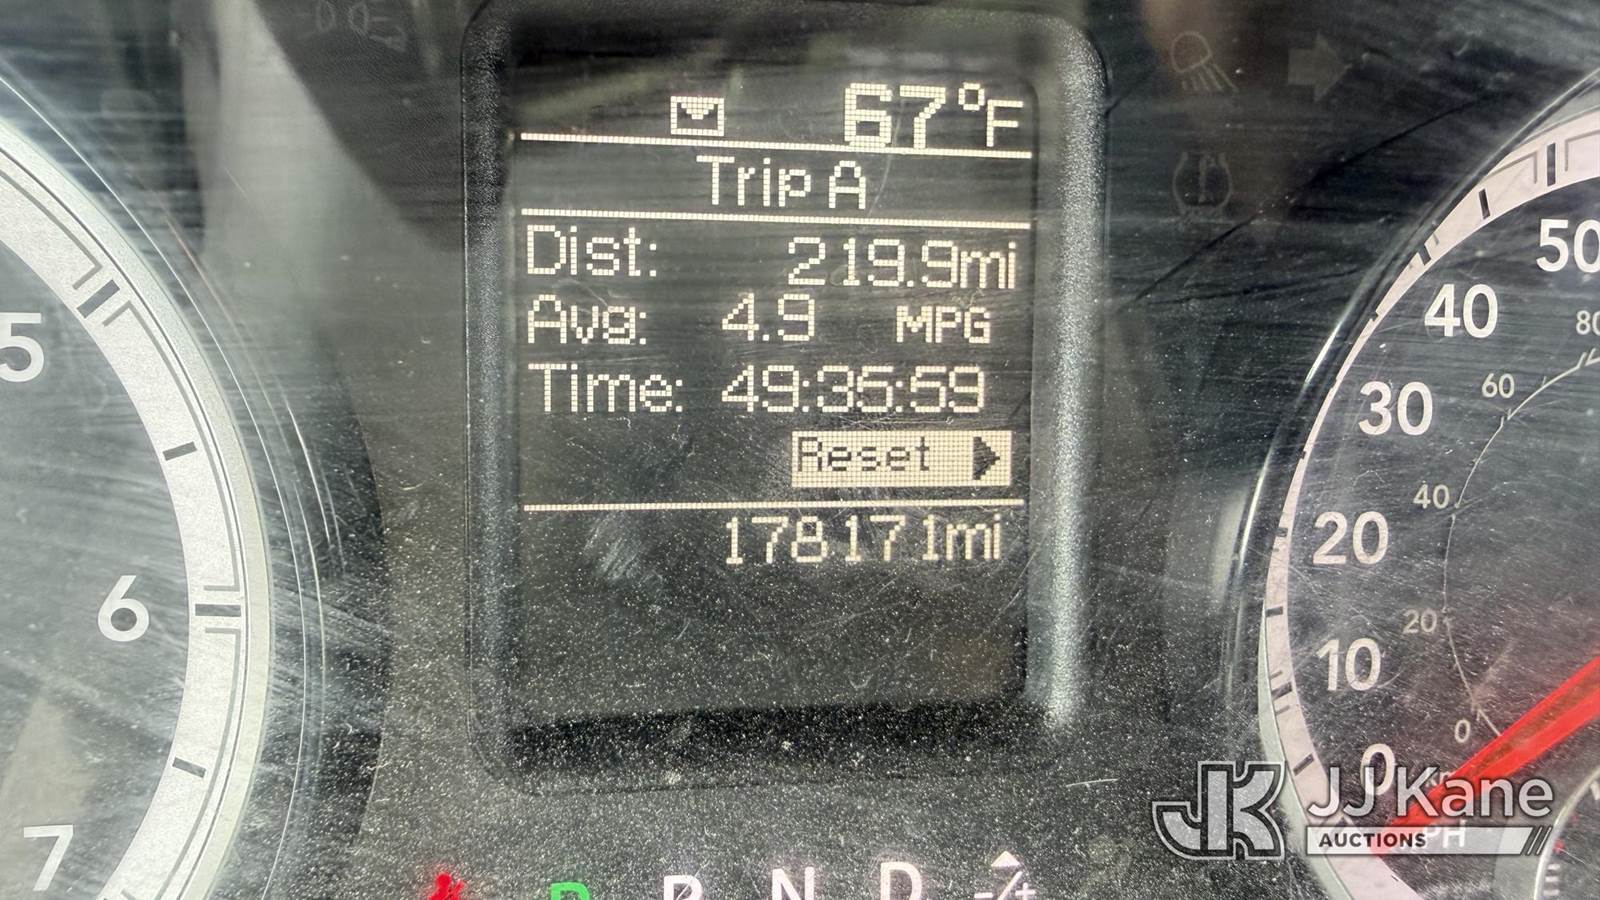 67°F
Trip A
Dist: 219.9mi
Avg: 4.9 MPG
Time: 49:35:59
Reset
178171mi
5
6
7
50
40
30
20
10
0
80
60
40
20
0
P R N D -/+
JK JJ Kane
AUCTIONS